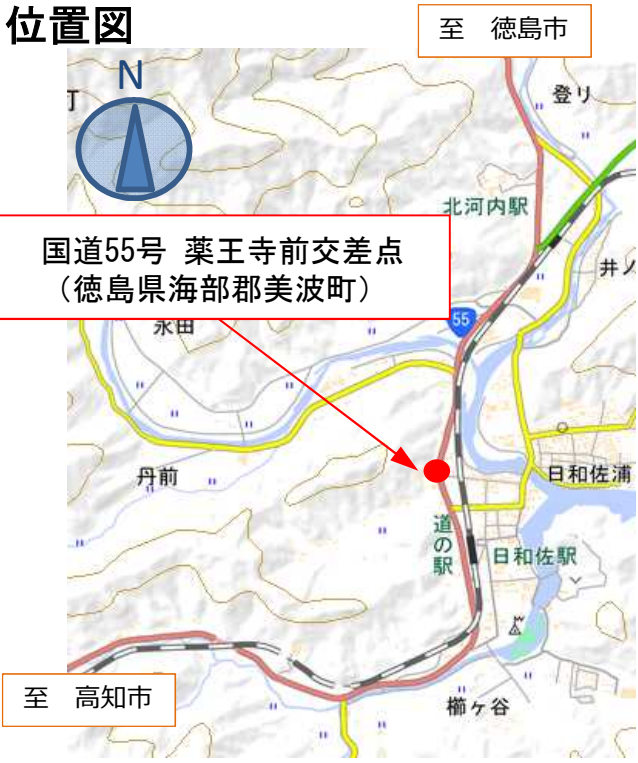 位置図
至 徳島市
N
丁
登リ
北河内駅
国道55号 薬王寺前交差点
（徳島県海部郡美波町）
井ノ
永田
55
丹前
日和佐浦
道の駅
日和佐駅
至 高知市
櫛ヶ谷